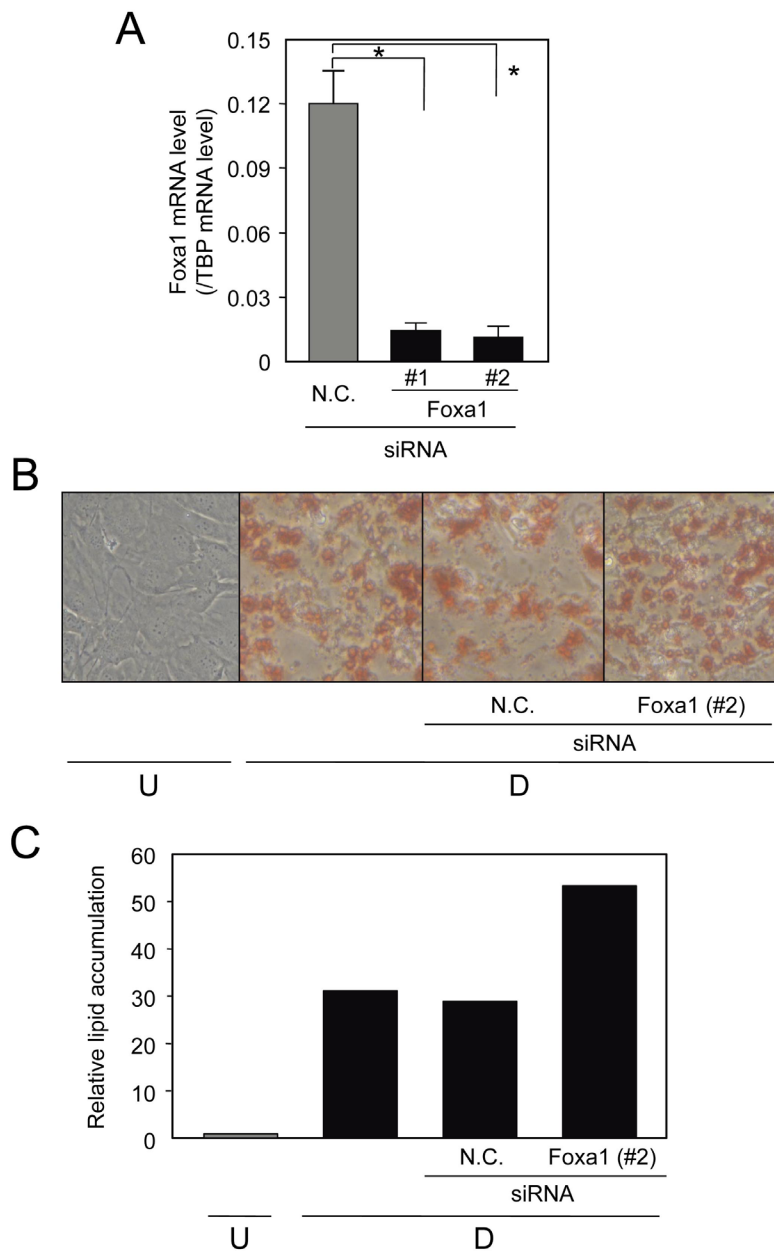 A
Foxa1 mRNA level
(/TBP mRNA level)
0.15
0.12
0.09
0.06
0.03
0
*
*
N.C.
#1
#2
Foxa1
siRNA
B
N.C.
Foxa1 (#2)
siRNA
U
D
C
Relative lipid accumulation
60
50
40
30
20
10
0
N.C.
Foxa1 (#2)
siRNA
U
D